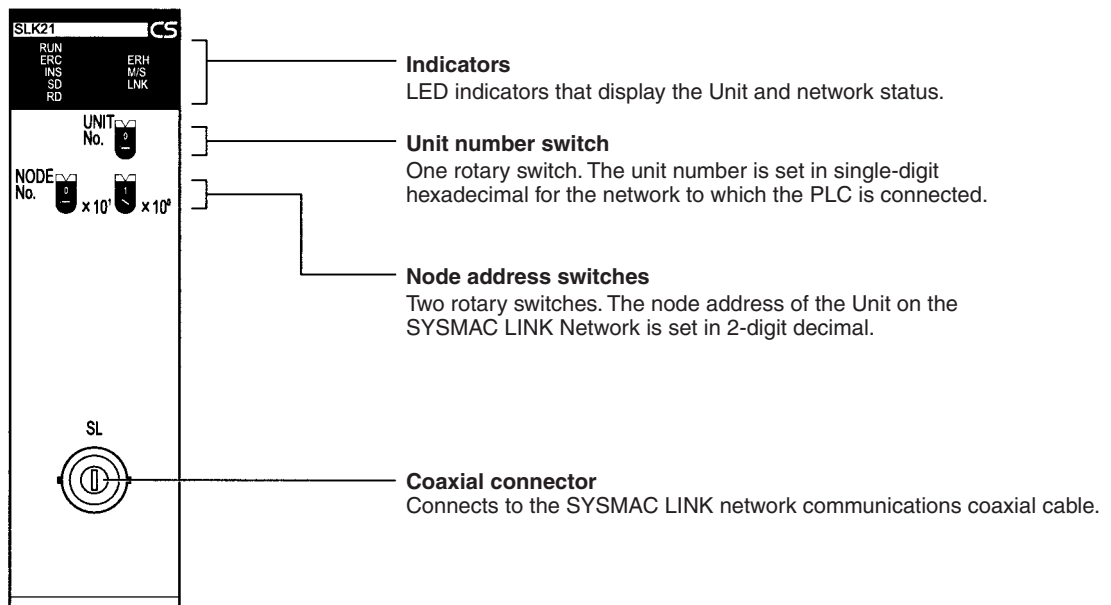 SLK21 CS
RUN
ERC ERH
INS M/S
SD LNK
RD
UNIT
No. 0
NODE
No. 0 ×10¹ 1 ×10⁰
SL
Indicators
LED indicators that display the Unit and network status.
Unit number switch
One rotary switch. The unit number is set in single-digit
hexadecimal for the network to which the PLC is connected.
Node address switches
Two rotary switches. The node address of the Unit on the
SYSMAC LINK Network is set in 2-digit decimal.
Coaxial connector
Connects to the SYSMAC LINK network communications coaxial cable.